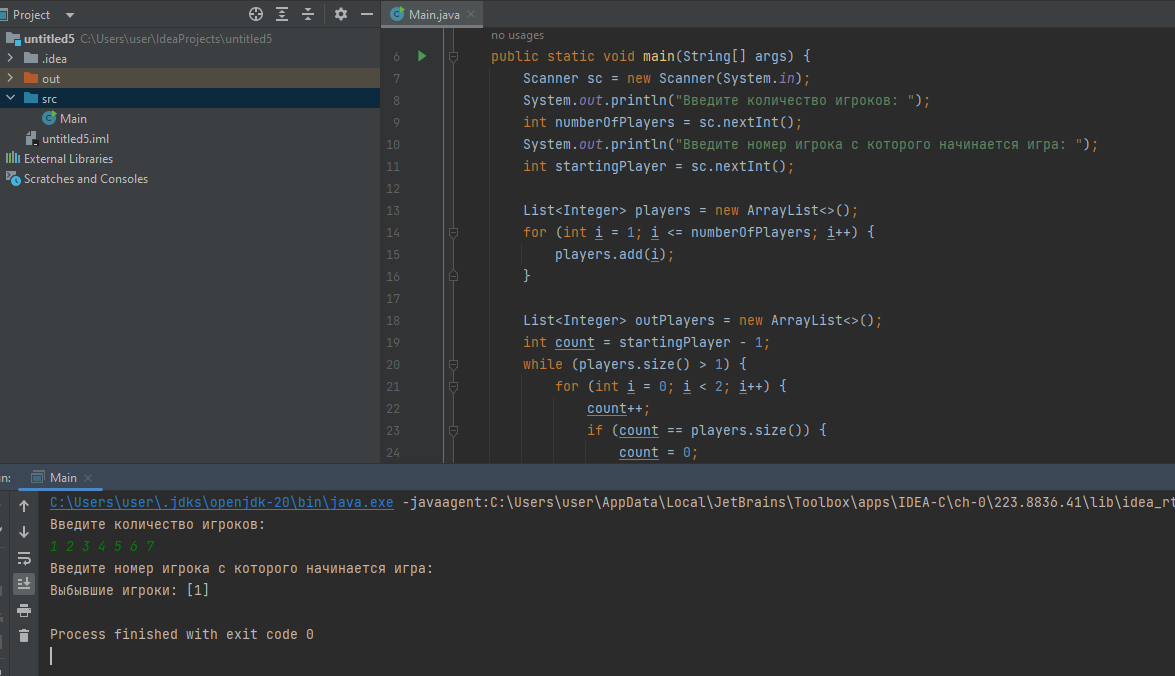 Project
Main.java
untitled5 C:\Users\user\IdeaProjects\untitled5
.idea
out
src
Main
untitled5.iml
External Libraries
Scratches and Consoles
no usages
6 public static void main(String[] args) {
7 Scanner sc = new Scanner(System.in);
8 System.out.println("Введите количество игроков: ");
9 int numberOfPlayers = sc.nextInt();
10 System.out.println("Введите номер игрока с которого начинается игра: ");
11 int startingPlayer = sc.nextInt();
12
13 List<Integer> players = new ArrayList<>();
14 for (int i = 1; i <= numberOfPlayers; i++) {
15 players.add(i);
16 }
17
18 List<Integer> outPlayers = new ArrayList<>();
19 int count = startingPlayer - 1;
20 while (players.size() > 1) {
21 for (int i = 0; i < 2; i++) {
22 count++;
23 if (count == players.size()) {
24 count = 0;
n: Main
C:\Users\user\.jdks\openjdk-20\bin\java.exe -javaagent:C:\Users\user\AppData\Local\JetBrains\Toolbox\apps\IDEA-C\ch-0\223.8836.41\lib\idea_rt
Введите количество игроков:
1 2 3 4 5 6 7
Введите номер игрока с которого начинается игра:
Выбывшие игроки: [1]
Process finished with exit code 0